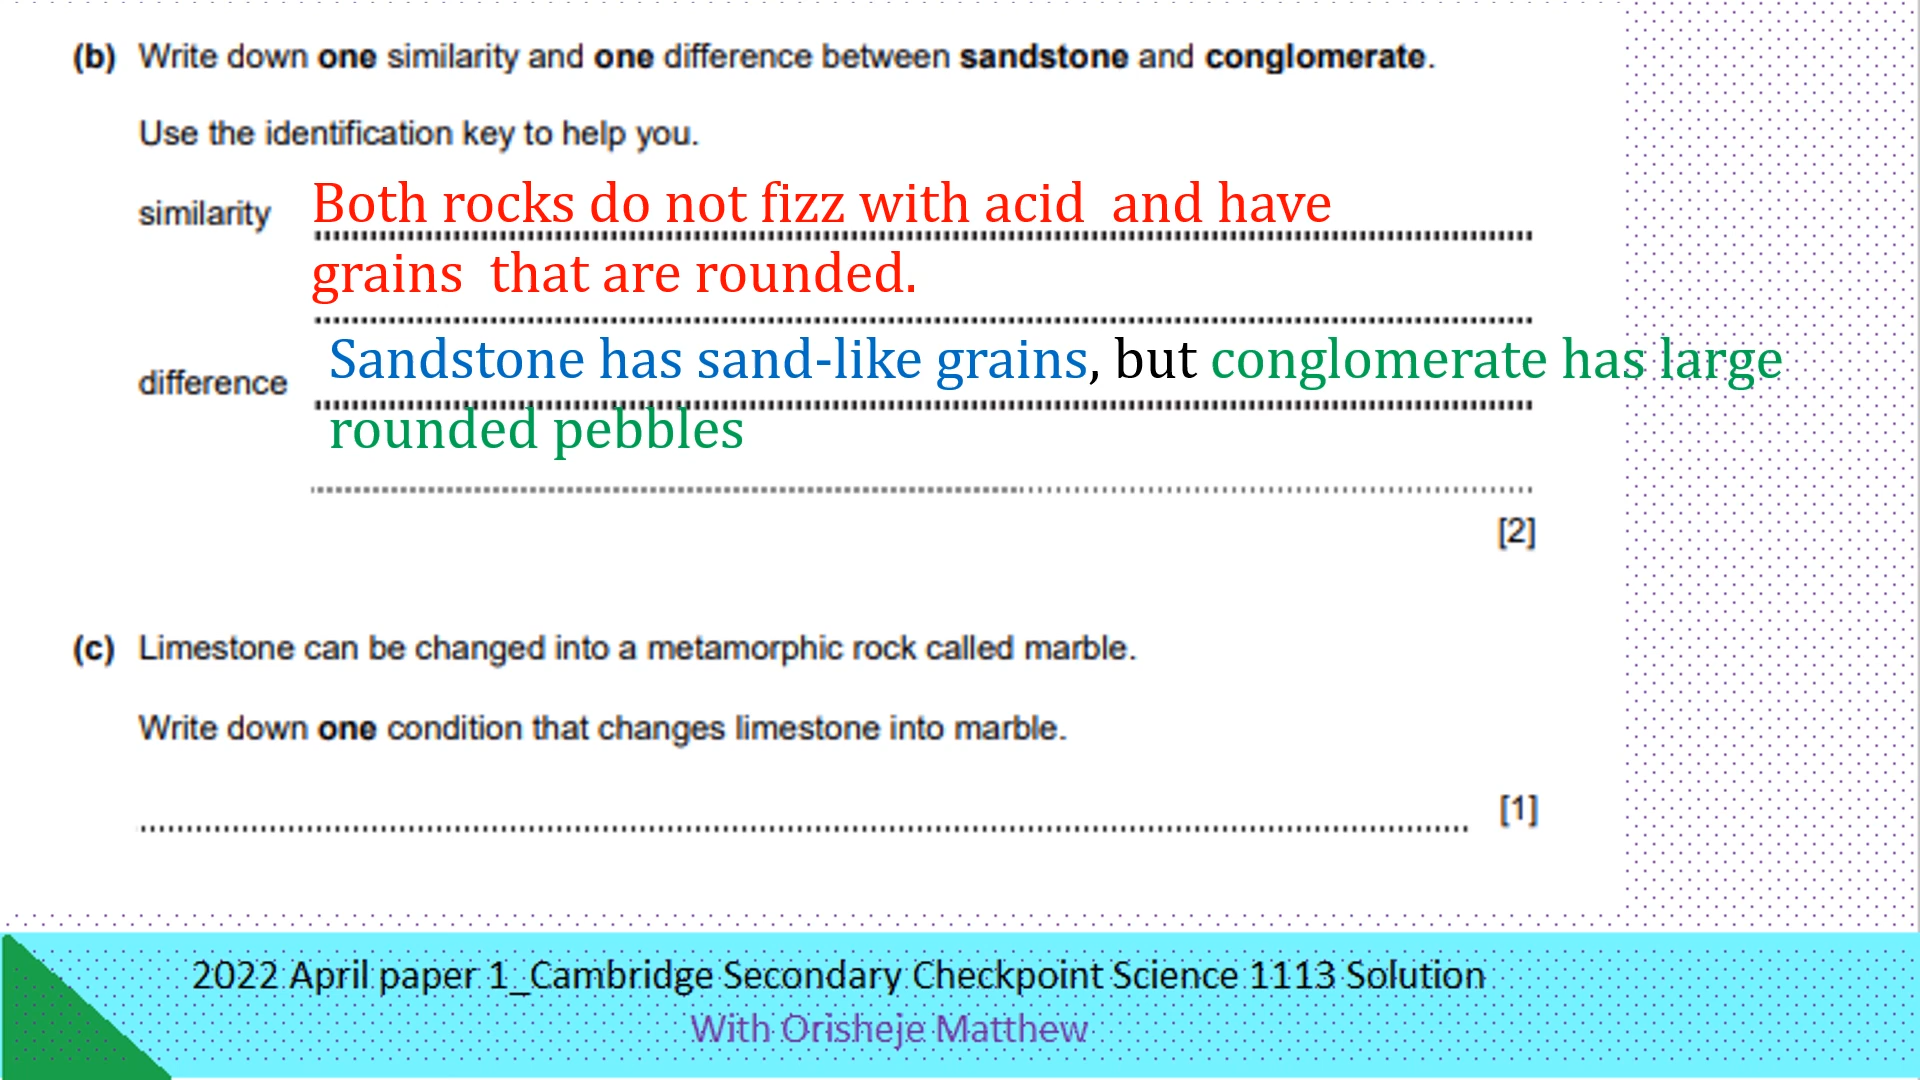 (b) Write down one similarity and one difference between sandstone and conglomerate.
Use the identification key to help you.
similarity Both rocks do not fizz with acid and have
grains that are rounded.
difference Sandstone has sand-like grains, but conglomerate has large
rounded pebbles
[2]
(c) Limestone can be changed into a metamorphic rock called marble.
Write down one condition that changes limestone into marble.
[1]
2022 April paper 1_Cambridge Secondary Checkpoint Science 1113 Solution
With Orisheje Matthew